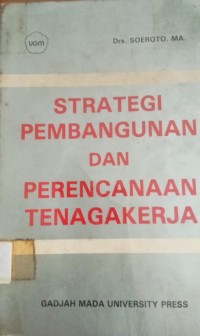 UGM
Drs. SOEROTO. MA.
STRATEGI
PEMBANGUNAN
DAN
PERENCANAAN
TENAGAKERJA
GADJAH MADA UNIVERSITY PRESS